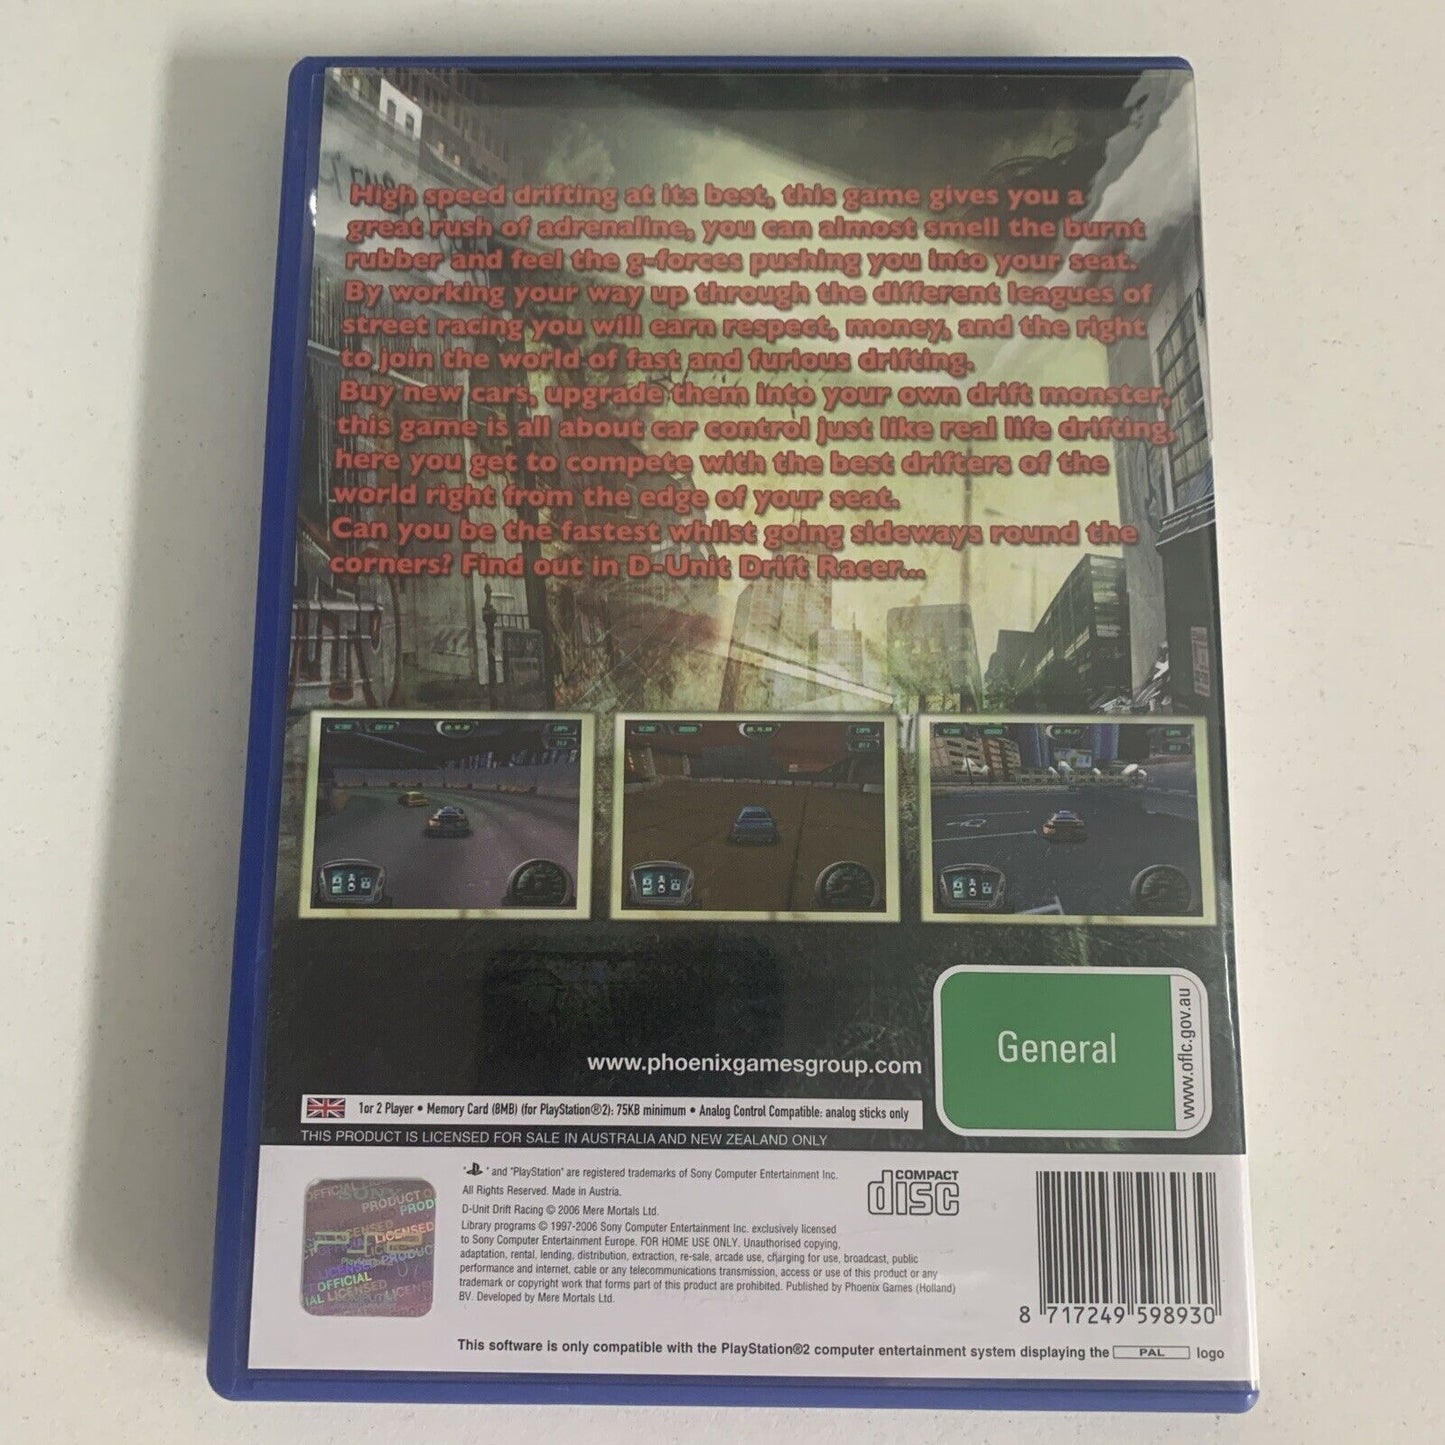 High speed drifting at its best, this game gives you a
great rush of adrenaline, you can almost smell the burnt
rubber and feel the g-forces pushing you into your seat.
By working your way up through the different leagues of
street racing you will earn respect, money, and the right
to join the world of fast and furious drifting.
Buy new cars, upgrade them into your own drift monster,
this game is all about car control just like real life drifting,
here you get to compete with the best drifters of the
world right from the edge of your seat.
Can you be the fastest whilst going sideways round the
corners? Find out in D-Unit Drift Racer...
General
www.oflc.gov.au
www.phoenixgamesgroup.com
1or 2 Player • Memory Card (8MB) (for PlayStation®2): 75KB minimum • Analog Control Compatible: analog sticks only
THIS PRODUCT IS LICENSED FOR SALE IN AUSTRALIA AND NEW ZEALAND ONLY
" " and "PlayStation" are registered trademarks of Sony Computer Entertainment Inc.
All Rights Reserved. Made in Austria.
D-Unit Drift Racing © 2006 Mere Mortals Ltd.
Library programs © 1997-2006 Sony Computer Entertainment Inc. exclusively licensed
to Sony Computer Entertainment Europe. FOR HOME USE ONLY. Unauthorised copying,
adaptation, rental, lending, distribution, extraction, re-sale, arcade use, charging for use, broadcast, public
performance and internet, cable or any telecommunications transmission, access or use of this product or any
trademark or copyright work that forms part of this product are prohibited. Published by Phoenix Games (Holland)
BV. Developed by Mere Mortals Ltd.
COMPACT
disc
8 717249 598930
This software is only compatible with the PlayStation®2 computer entertainment system displaying the PAL logo
SONY
PRODUCT
LICENSED
OFFICIAL